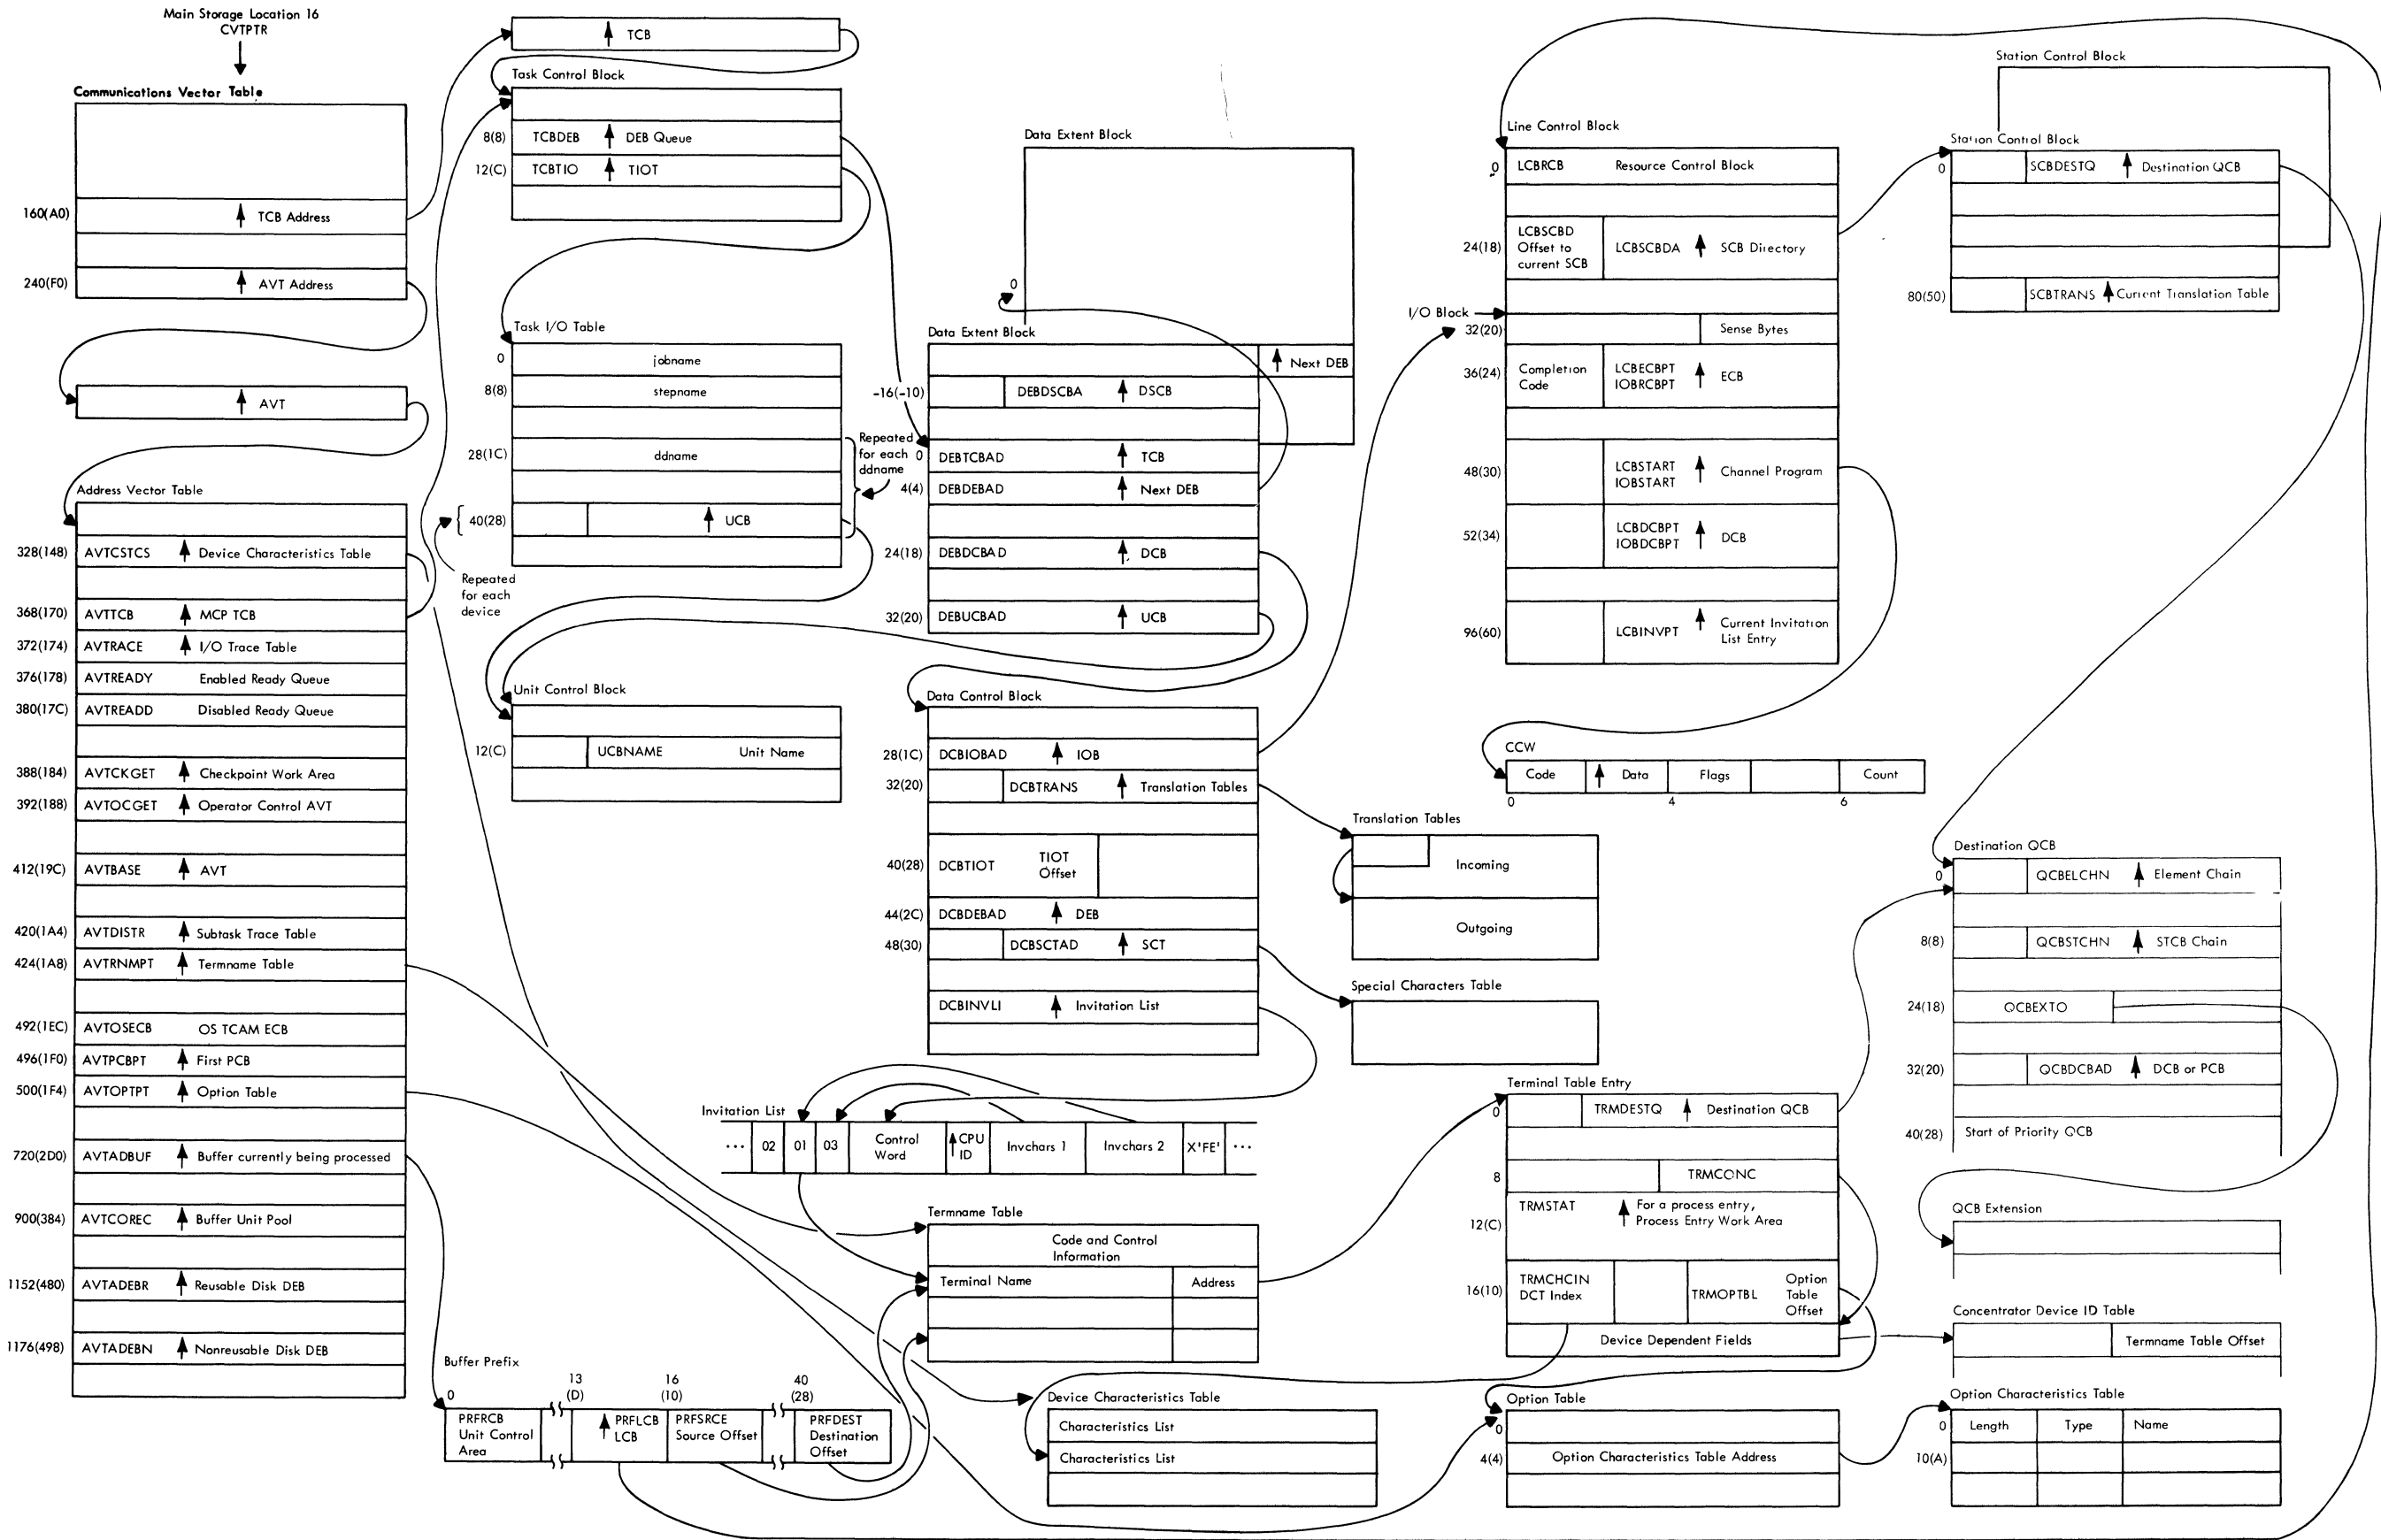 Main Storage Location 16
CVTPTR
Communications Vector Table
160(A0) TCB Address
240(F0) AVT Address
AVT
Address Vector Table
328(148) AVTCSTCS Device Characteristics Table
368(170) AVTTCB MCP TCB
372(174) AVTRACE I/O Trace Table
376(178) AVTREADY Enabled Ready Queue
380(17C) AVTREADD Disabled Ready Queue
388(184) AVTCKGET Checkpoint Work Area
392(188) AVTOCGET Operator Control AVT
412(19C) AVTBASE AVT
420(1A4) AVTDISTR Subtask Trace Table
424(1A8) AVTRNMPT Termname Table
492(1EC) AVTOSECB OS TCAM ECB
496(1F0) AVTPCBPT First PCB
500(1F4) AVTOPTPT Option Table
720(2D0) AVTADBUF Buffer currently being processed
900(384) AVTCOREC Buffer Unit Pool
1152(480) AVTADEBR Reusable Disk DEB
1176(498) AVTADEBN Nonreusable Disk DEB
TCB
Task Control Block
8(8) TCBDEB DEB Queue
12(C) TCBTIO TIOT
Task I/O Table
0 jobname
8(8) stepname
28(1C) ddname
Repeated
for each
ddname
40(28) UCB
Repeated
for each
device
Unit Control Block
12(C) UCBNAME Unit Name
Data Extent Block
0
Data Extent Block
Next DEB
-16(-10) DEBDSCBA DSCB
0 DEBTCBAD TCB
4(4) DEBDEBAD Next DEB
24(18) DEBDCBAD DCB
32(20) DEBUCBAD UCB
Data Control Block
28(1C) DCBIOBAD IOB
32(20) DCBTRANS Translation Tables
40(28) DCBTIOT TIOT
Offset
44(2C) DCBDEBAD DEB
48(30) DCBSCTAD SCT
DCBINVLI Invitation List
Translation Tables
Incoming
Outgoing
Special Characters Table
Invitation List
... 02 01 03 Control
Word CPU
ID Invchars 1 Invchars 2 X'FE' ...
Termname Table
Code and Control
Information
Terminal Name Address
Buffer Prefix
0 13
(D) 16
(10) 40
(28)
PRFRCB
Unit Control
Area
PRFLCB
LCB
PRFSRCE
Source Offset
PRFDEST
Destination
Offset
Device Characteristics Table
Characteristics List
Characteristics List
Line Control Block
0 LCBRCB Resource Control Block
24(18) LCBSCBD
Offset to
current SCB
LCBSCBDA SCB Directory
I/O Block
32(20) Sense Bytes
36(24) Completion
Code
LCBECBPT
IOBRCBPT ECB
48(30) LCBSTART
IOBSTART Channel Program
52(34) LCBDCBPT
IOBDCBPT DCB
96(60) LCBINVPT Current Invitation
List Entry
CCW
Code Data Flags Count
0 4 6
Terminal Table Entry
0 TRMDESTQ Destination QCB
8 TRMCONC
12(C) TRMSTAT For a process entry,
Process Entry Work Area
16(10) TRMCHCIN
DCT Index
TRMOPTBL Option
Table
Offset
Device Dependent Fields
Option Table
0
4(4) Option Characteristics Table Address
Station Control Block
Station Control Block
0 SCBDESTQ Destination QCB
80(50) SCBTRANS Current Translation Table
Destination QCB
0 QCBELCHN Element Chain
8(8) QCBSTCHN STCB Chain
24(18) QCBEXTO
32(20) QCBDCBAD DCB or PCB
40(28) Start of Priority QCB
QCB Extension
Concentrator Device ID Table
Termname Table Offset
Option Characteristics Table
0 Length Type Name
10(A)